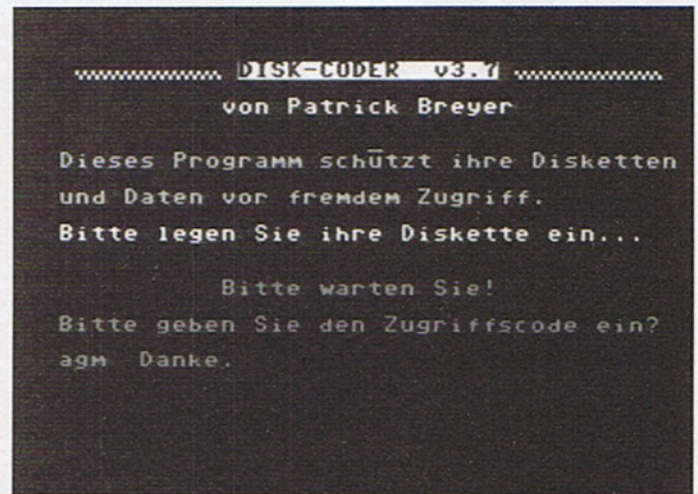 DISK-CODER v3.7
von Patrick Breyer
Dieses Programm schützt ihre Disketten
und Daten vor fremdem Zugriff.
Bitte legen Sie ihre Diskette ein...
Bitte warten Sie!
Bitte geben Sie den Zugriffscode ein?
agm Danke.